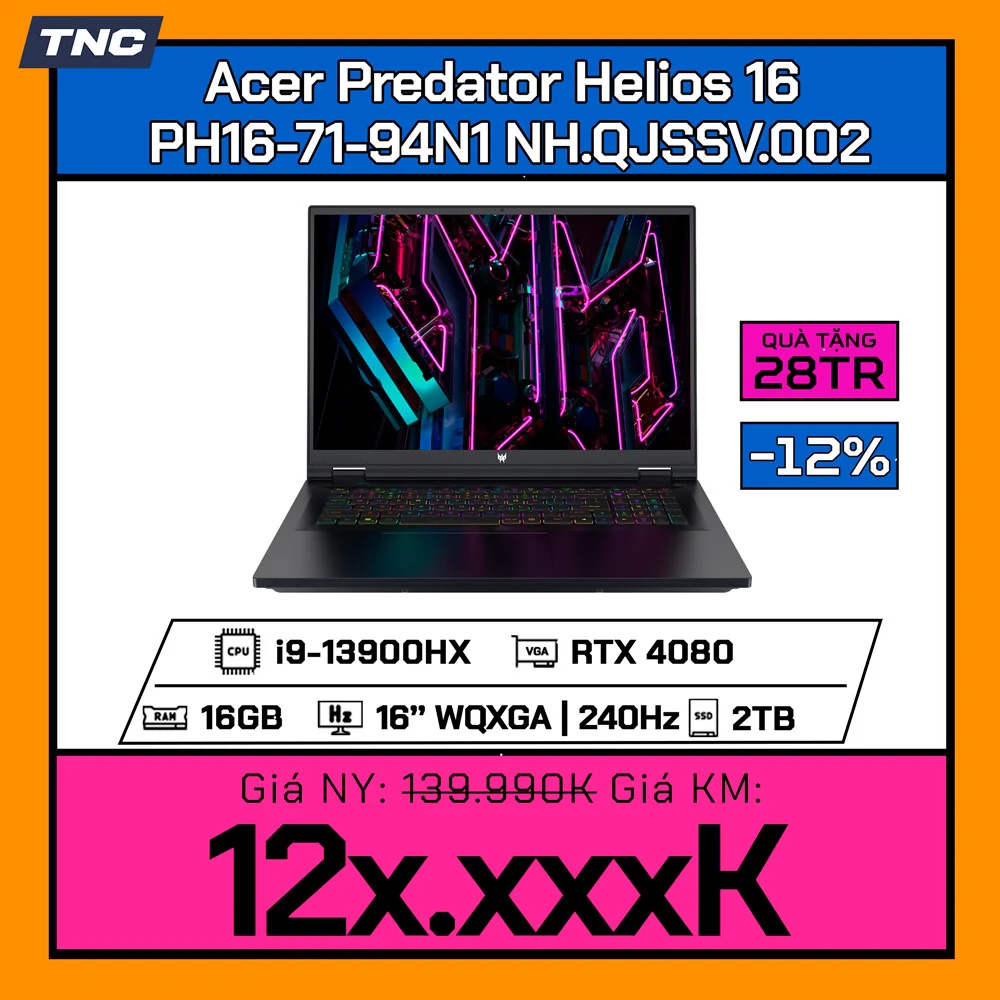 TNC
Acer Predator Helios 16
PH16-71-94N1 NH.QJSSV.002
QUÀ TẶNG
28TR
-12%
CPU i9-13900HX VGA RTX 4080
RAM 16GB Hz 16” WQXGA | 240Hz SSD 2TB
Giá NY: 139.990K Giá KM:
12x.xxxK